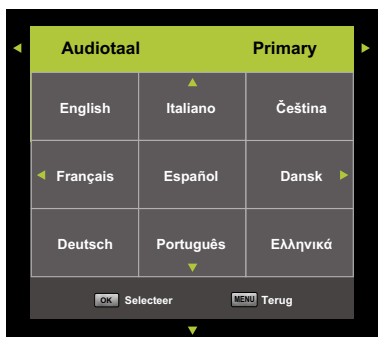 Audiotaal Primary
English Italiano Čeština
Français Español Dansk
Deutsch Português Ελληνικά
OK Selecteer MENU Terug